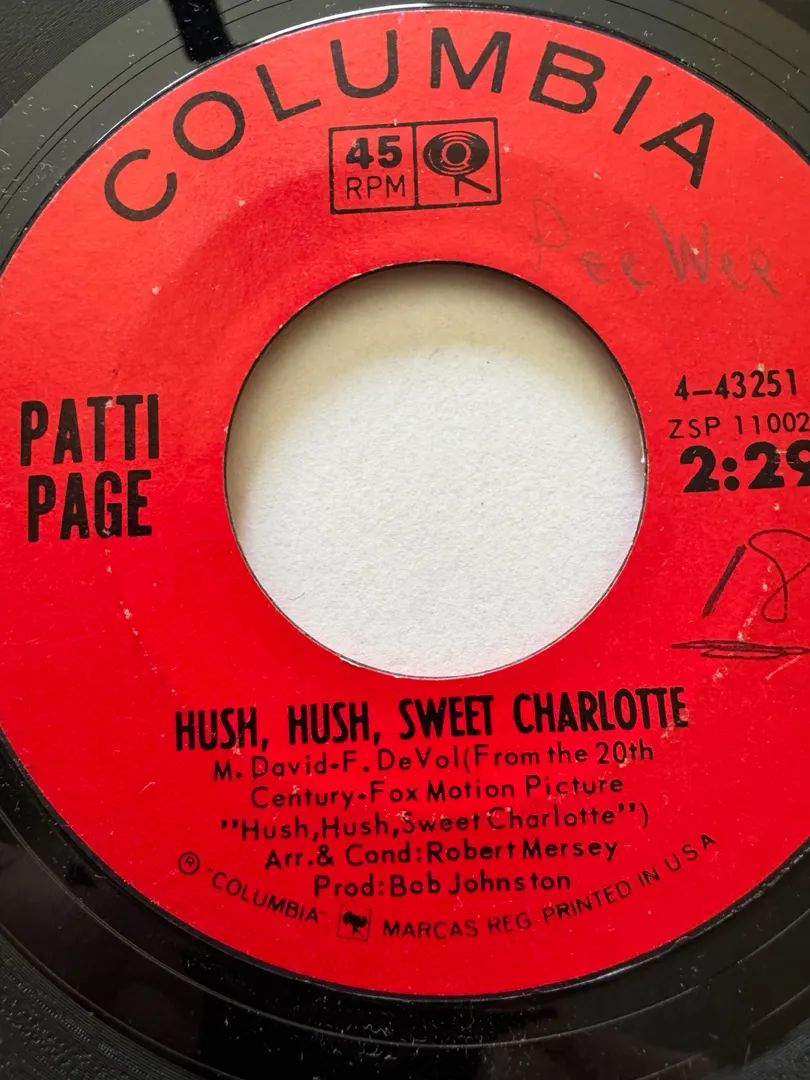 COLUMBIA
45
RPM
PeeWee
4-43251
ZSP 11002
2:29
PATTI
PAGE
18
HUSH, HUSH, SWEET CHARLOTTE
M. David-F. DeVol(From the 20th
Century-Fox Motion Picture
"Hush,Hush,Sweet Charlotte")
Arr.& Cond:Robert Mersey
Prod:Bob Johnston
® "COLUMBIA" MARCAS REG. PRINTED IN U S A